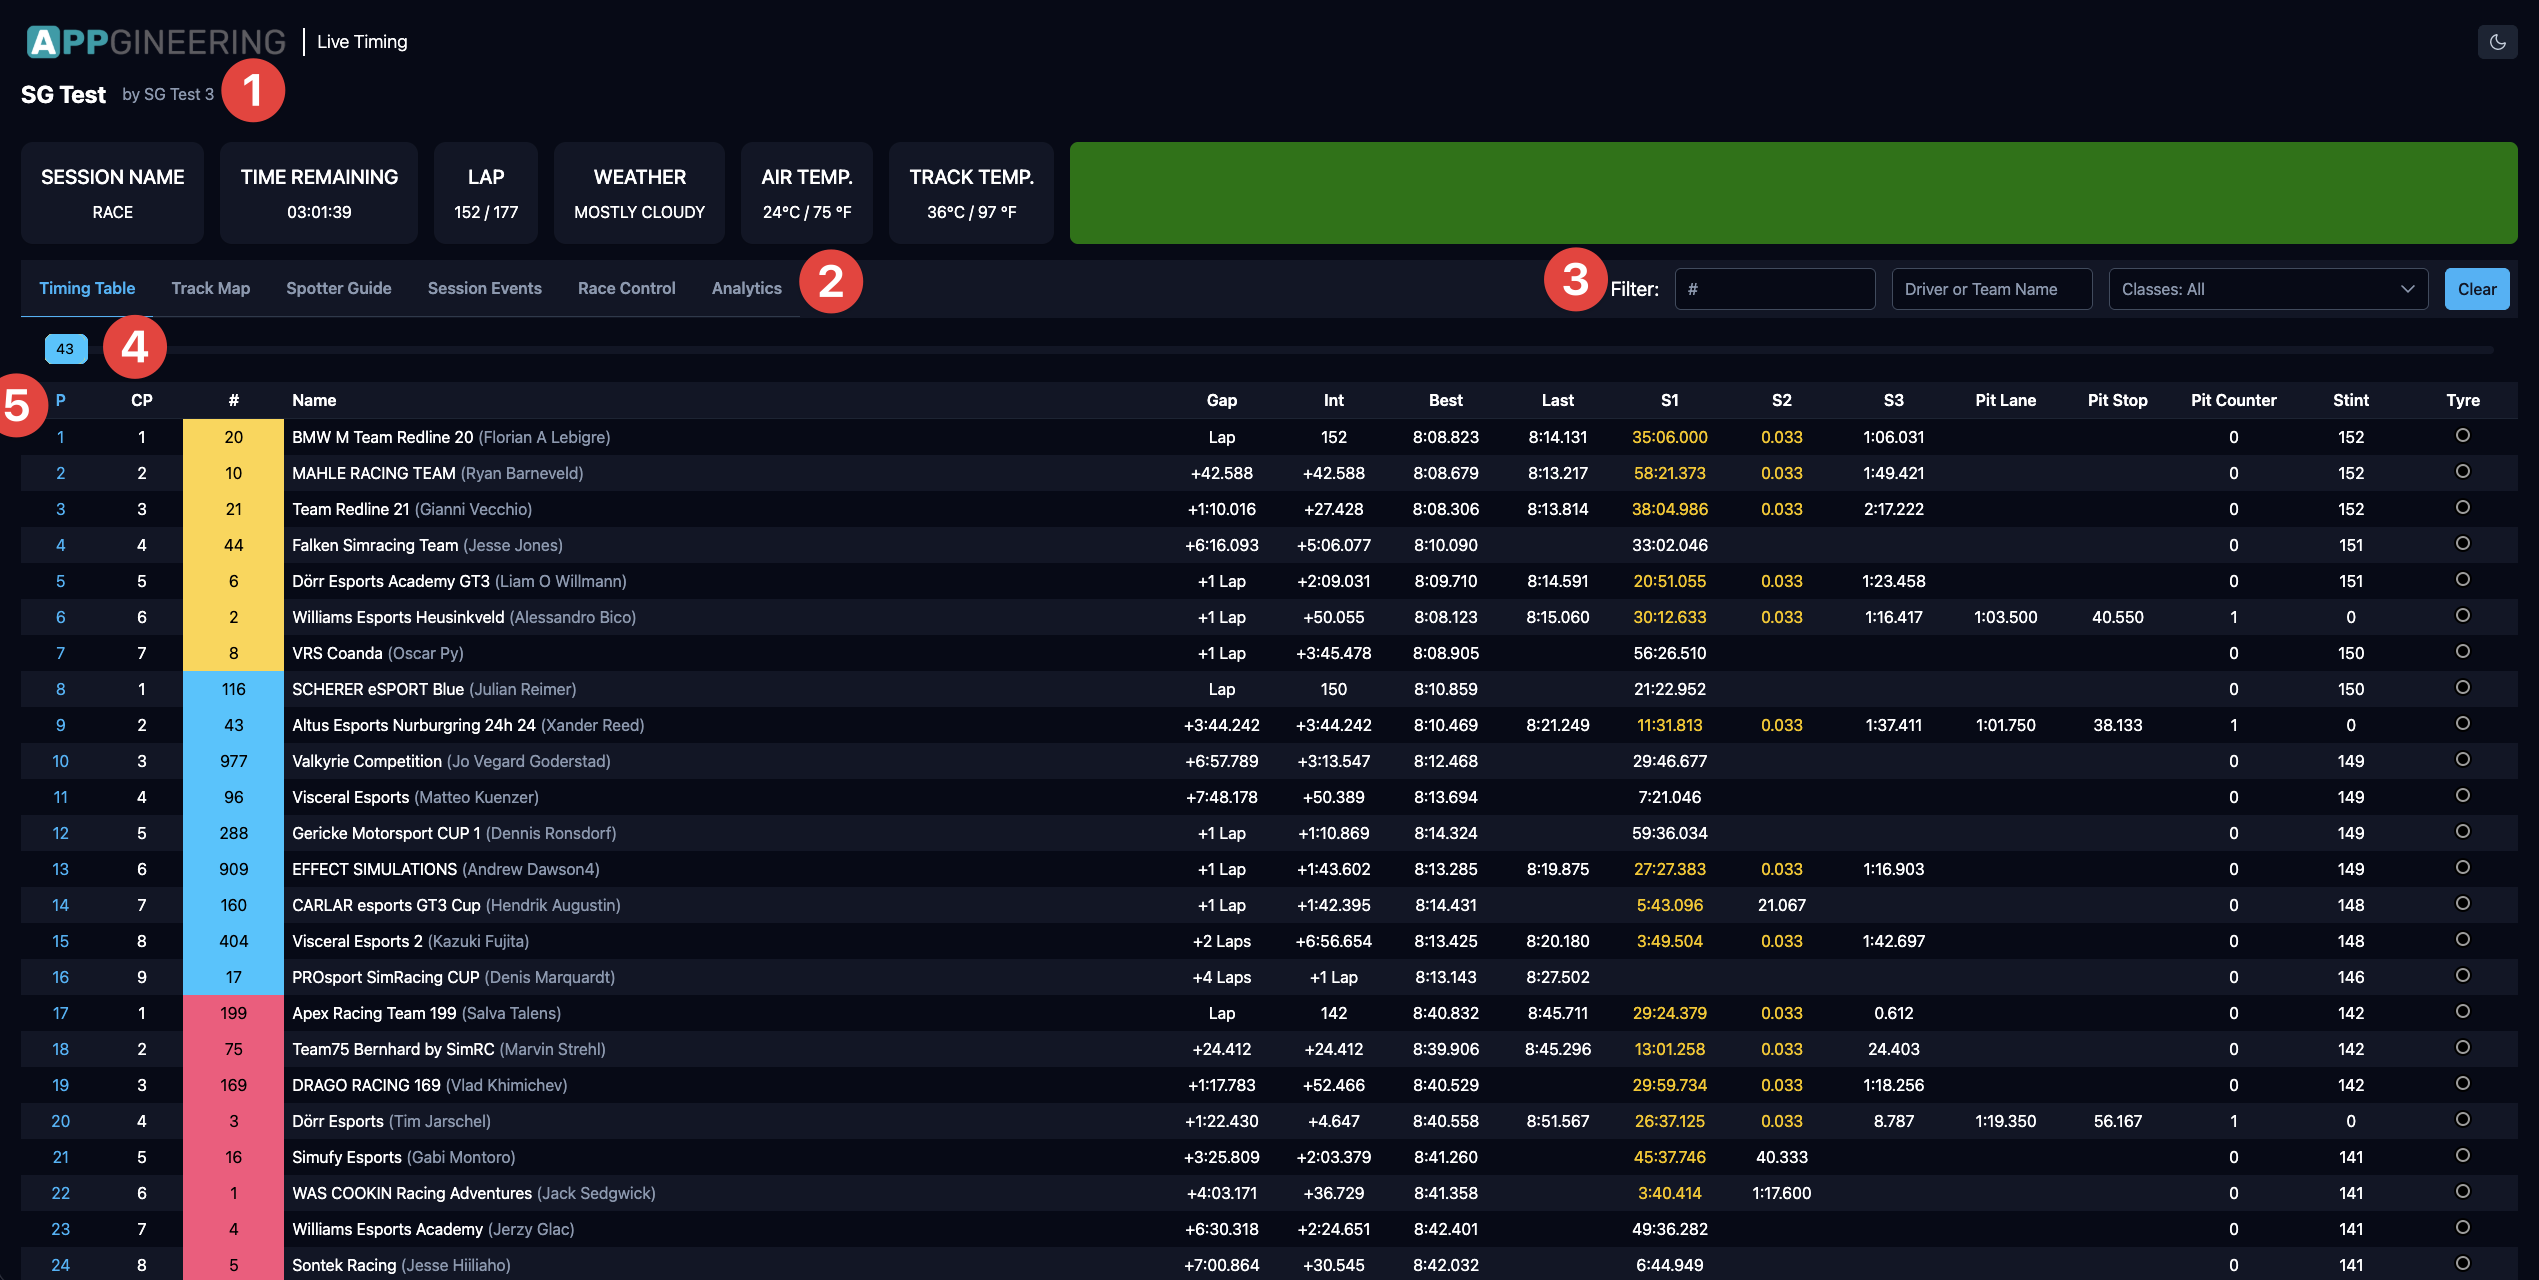 APPGINEERING | Live Timing
SG Test by SG Test 3 1
SESSION NAME TIME REMAINING LAP WEATHER AIR TEMP. TRACK TEMP.
RACE 03:01:39 152 / 177 MOSTLY CLOUDY 24°C / 75 °F 36°C / 97 °F
Timing Table Track Map Spotter Guide Session Events Race Control Analytics 2 3 Filter: # Driver or Team Name Classes: All Clear
43 4
5 P CP # Name Gap Int Best Last S1 S2 S3 Pit Lane Pit Stop Pit Counter Stint Tyre
1 1 20 BMW M Team Redline 20 (Florian A Lebigre) Lap 152 8:08.823 8:14.131 35:06.000 0.033 1:06.031 0 152
2 2 10 MAHLE RACING TEAM (Ryan Barneveld) +42.588 +42.588 8:08.679 8:13.217 58:21.373 0.033 1:49.421 0 152
3 3 21 Team Redline 21 (Gianni Vecchio) +1:10.016 +27.428 8:08.306 8:13.814 38:04.986 0.033 2:17.222 0 152
4 4 44 Falken Simracing Team (Jesse Jones) +6:16.093 +5:06.077 8:10.090 33:02.046 0 151
5 5 6 Dörr Esports Academy GT3 (Liam O Willmann) +1 Lap +2:09.031 8:09.710 8:14.591 20:51.055 0.033 1:23.458 0 151
6 6 2 Williams Esports Heusinkveld (Alessandro Bico) +1 Lap +50.055 8:08.123 8:15.060 30:12.633 0.033 1:16.417 1:03.500 40.550 1 0
7 7 8 VRS Coanda (Oscar Py) +1 Lap +3:45.478 8:08.905 56:26.510 0 150
8 1 116 SCHERER eSPORT Blue (Julian Reimer) Lap 150 8:10.859 21:22.952 0 150
9 2 43 Altus Esports Nurburgring 24h 24 (Xander Reed) +3:44.242 +3:44.242 8:10.469 8:21.249 11:31.813 0.033 1:37.411 1:01.750 38.133 1 0
10 3 977 Valkyrie Competition (Jo Vegard Goderstad) +6:57.789 +3:13.547 8:12.468 29:46.677 0 149
11 4 96 Visceral Esports (Matteo Kuenzer) +7:48.178 +50.389 8:13.694 7:21.046 0 149
12 5 288 Gericke Motorsport CUP 1 (Dennis Ronsdorf) +1 Lap +1:10.869 8:14.324 59:36.034 0 149
13 6 909 EFFECT SIMULATIONS (Andrew Dawson4) +1 Lap +1:43.602 8:13.285 8:19.875 27:27.383 0.033 1:16.903 0 149
14 7 160 CARLAR esports GT3 Cup (Hendrik Augustin) +1 Lap +1:42.395 8:14.431 5:43.096 21.067 0 148
15 8 404 Visceral Esports 2 (Kazuki Fujita) +2 Laps +6:56.654 8:13.425 8:20.180 3:49.504 0.033 1:42.697 0 148
16 9 17 PROsport SimRacing CUP (Denis Marquardt) +4 Laps +1 Lap 8:13.143 8:27.502 0 146
17 1 199 Apex Racing Team 199 (Salva Talens) Lap 142 8:40.832 8:45.711 29:24.379 0.033 0.612 0 142
18 2 75 Team75 Bernhard by SimRC (Marvin Strehl) +24.412 +24.412 8:39.906 8:45.296 13:01.258 0.033 24.403 0 142
19 3 169 DRAGO RACING 169 (Vlad Khimichev) +1:17.783 +52.466 8:40.529 29:59.734 0.033 1:18.256 0 142
20 4 3 Dörr Esports (Tim Jarschel) +1:22.430 +4.647 8:40.558 8:51.567 26:37.125 0.033 8.787 1:19.350 56.167 1 0
21 5 16 Simufy Esports (Gabi Montoro) +3:25.809 +2:03.379 8:41.260 45:37.746 40.333 0 141
22 6 1 WAS COOKIN Racing Adventures (Jack Sedgwick) +4:03.171 +36.729 8:41.358 3:40.414 1:17.600 0 141
23 7 4 Williams Esports Academy (Jerzy Glac) +6:30.318 +2:24.651 8:42.401 49:36.282 0 141
24 8 5 Sontek Racing (Jesse Hiiliaho) +7:00.864 +30.545 8:42.032 6:44.949 0 141